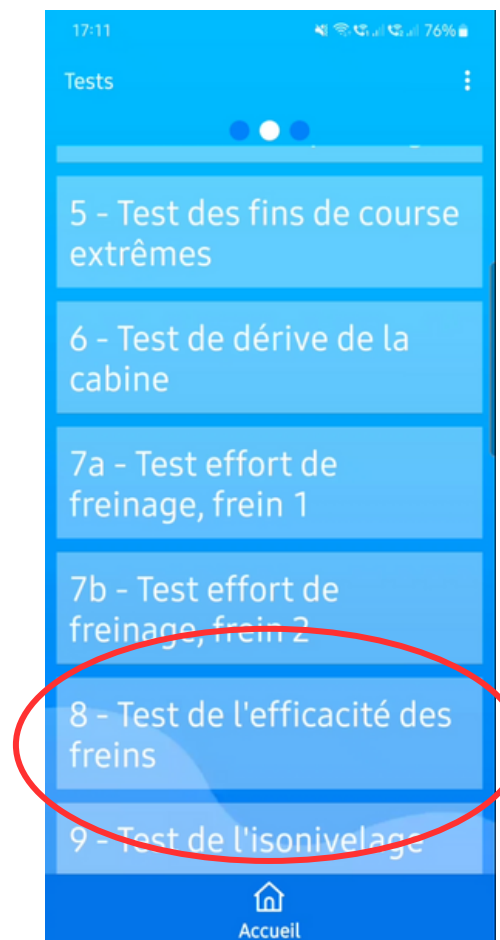 17:11 76%
Tests
5 - Test des fins de course
extrêmes
6 - Test de dérive de la
cabine
7a - Test effort de
freinage, frein 1
7b - Test effort de
freinage, frein 2
8 - Test de l'efficacité des
freins
9 - Test de l'isonivelage
Accueil